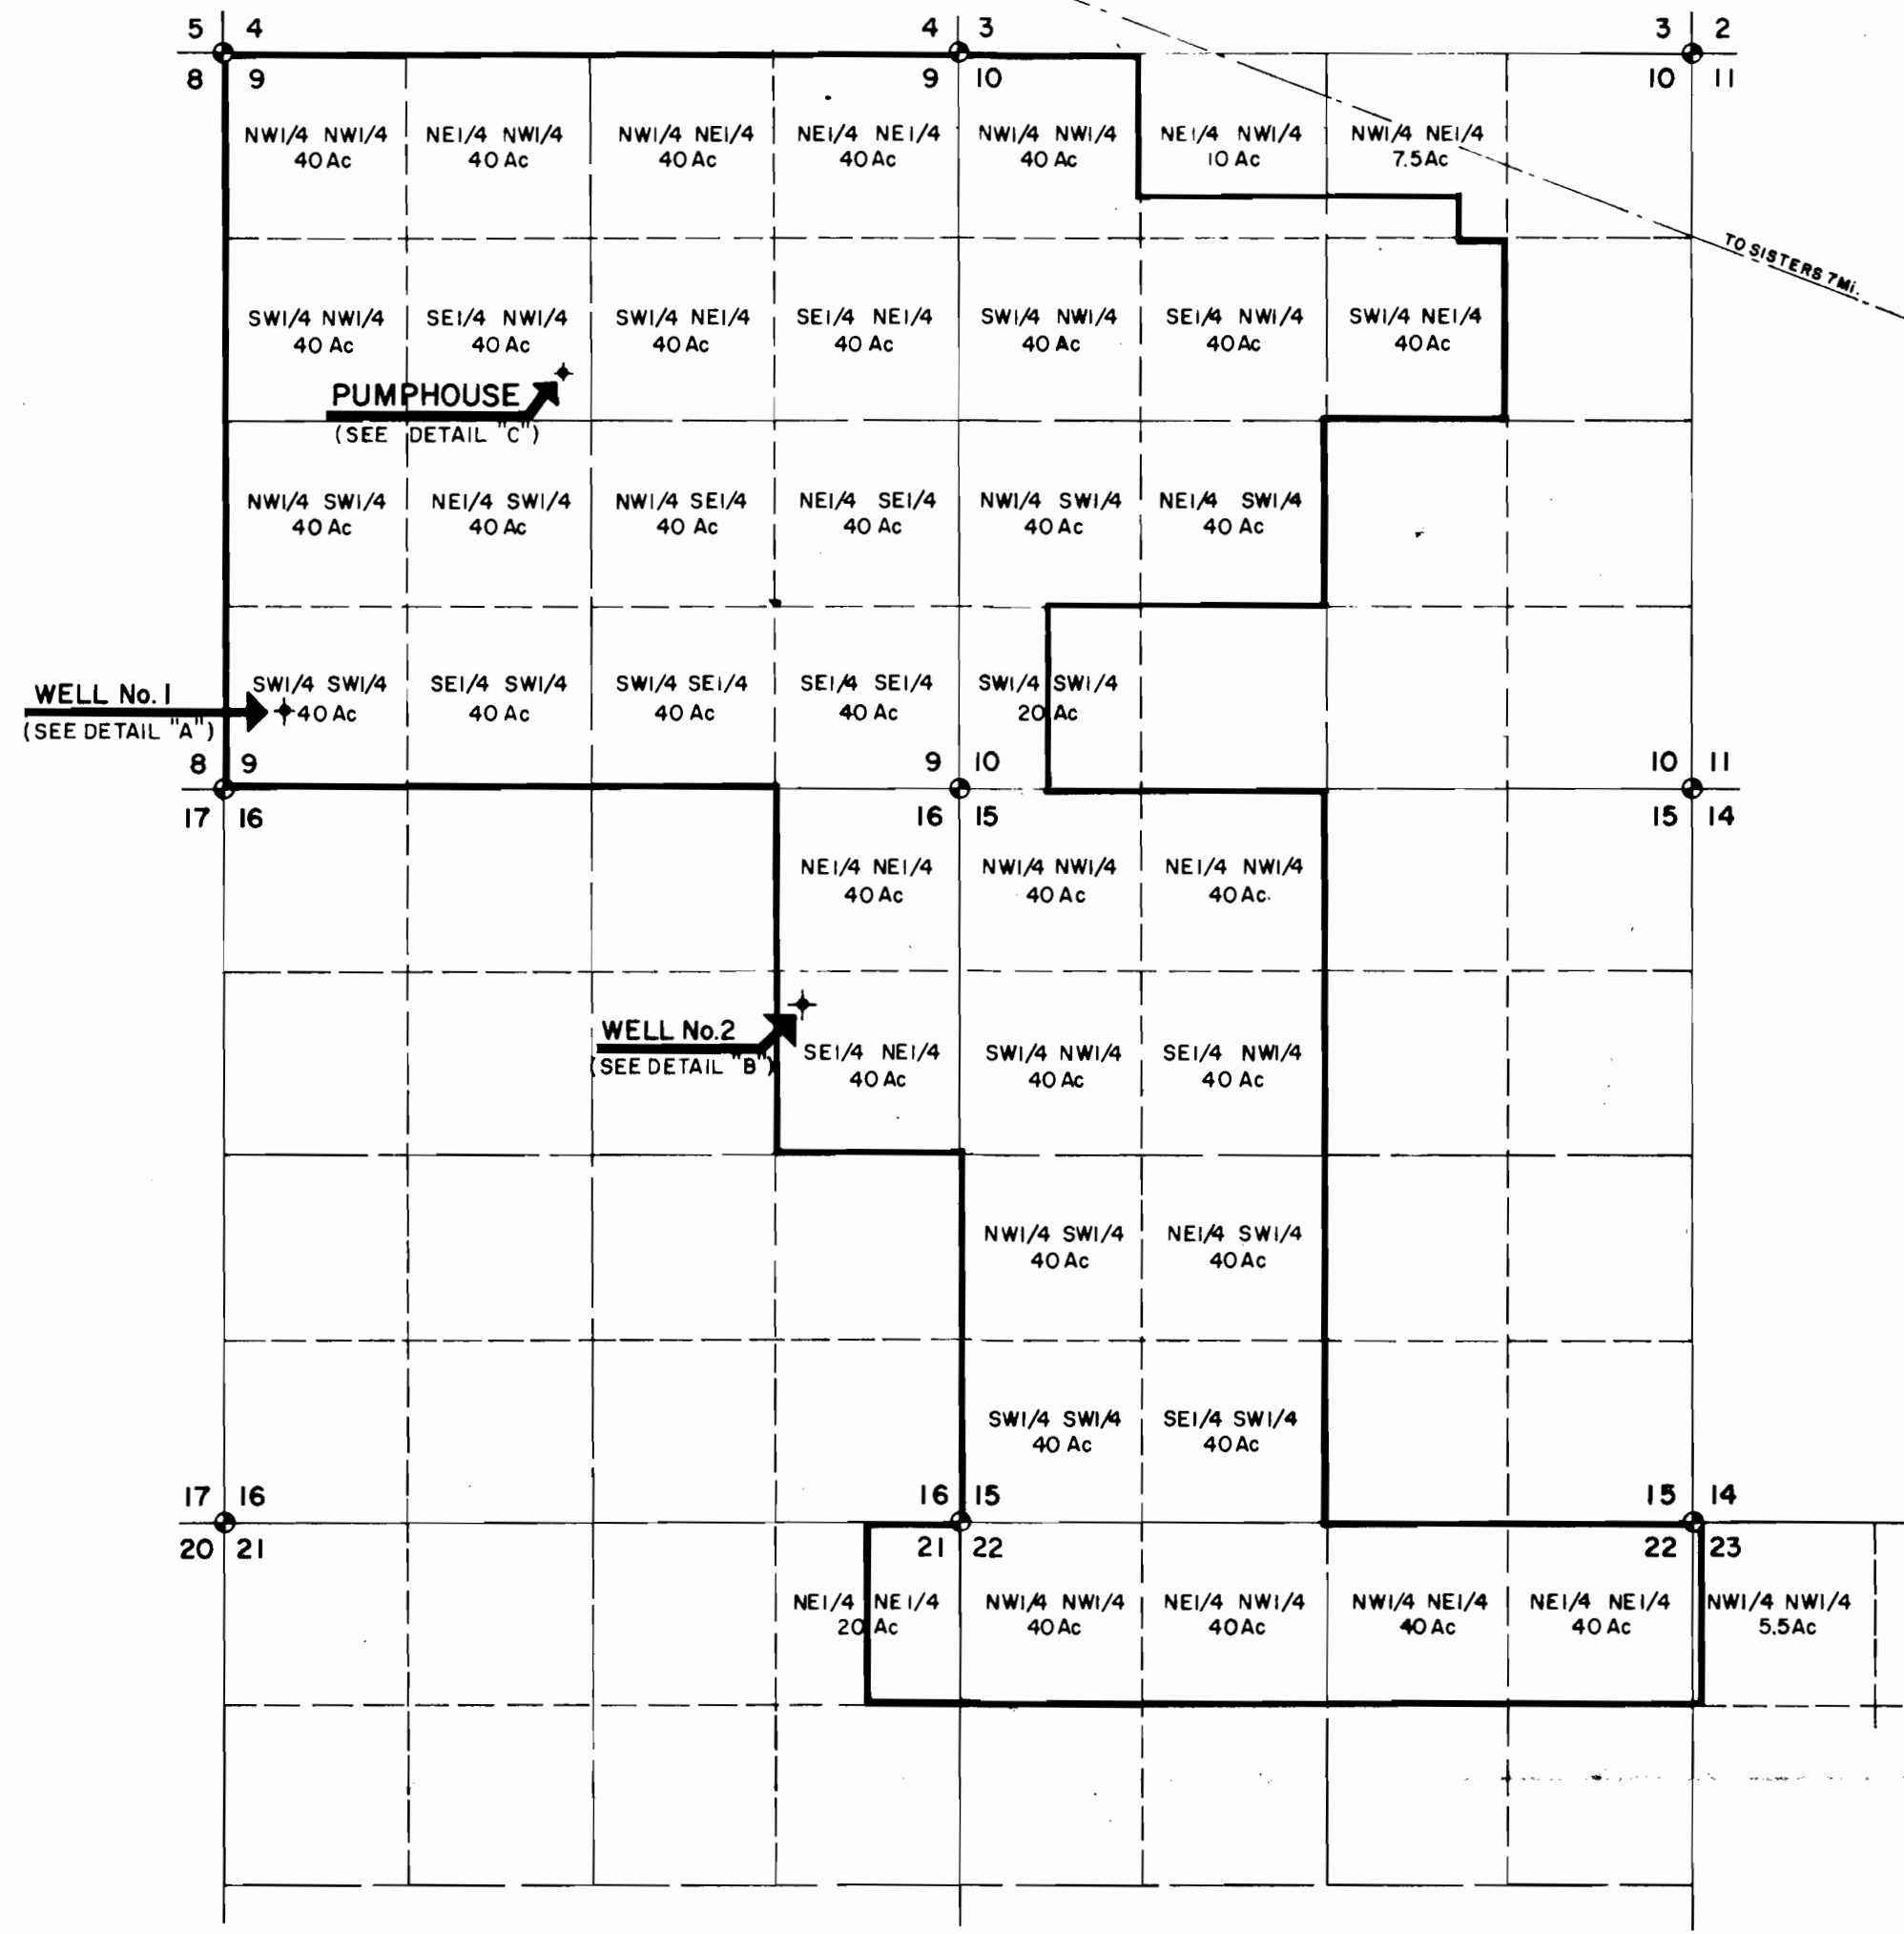 5 4 4 3 3 2
8 9 9 10 10 11
NW1/4 NW1/4 NE1/4 NW1/4 NW1/4 NE1/4 NE1/4 NE1/4 NW1/4 NW1/4 NE1/4 NW1/4 NW1/4 NE1/4
40 Ac 40 Ac 40 Ac 40 Ac 40 Ac 10 Ac 7.5 Ac
TO SISTERS 7Mi.
SW1/4 NW1/4 SE1/4 NW1/4 SW1/4 NE1/4 SE1/4 NE1/4 SW1/4 NW1/4 SE1/4 NW1/4 SW1/4 NE1/4
40 Ac 40 Ac 40 Ac 40 Ac 40 Ac 40 Ac 40 Ac
PUMPHOUSE
(SEE DETAIL "C")
NW1/4 SW1/4 NE1/4 SW1/4 NW1/4 SE1/4 NE1/4 SE1/4 NW1/4 SW1/4 NE1/4 SW1/4
40 Ac 40 Ac 40 Ac 40 Ac 40 Ac 40 Ac
WELL No. 1
(SEE DETAIL "A")
SW1/4 SW1/4 SE1/4 SW1/4 SW1/4 SE1/4 SE1/4 SE1/4 SW1/4 SW1/4
40 Ac 40 Ac 40 Ac 40 Ac 20 Ac
8 9 9 10 10 11
17 16 16 15 15 14
NE1/4 NE1/4 NW1/4 NW1/4 NE1/4 NW1/4
40 Ac 40 Ac 40 Ac.
WELL No. 2
(SEE DETAIL "B")
SE1/4 NE1/4 SW1/4 NW1/4 SE1/4 NW1/4
40 Ac 40 Ac 40 Ac
NW1/4 SW1/4 NE1/4 SW1/4
40 Ac 40 Ac
SW1/4 SW1/4 SE1/4 SW1/4
40 Ac 40 Ac
17 16 16 15 15 14
20 21 21 22 22 23
NE1/4 NE1/4 NW1/4 NW1/4 NE1/4 NW1/4 NW1/4 NE1/4 NE1/4 NE1/4 NW1/4 NW1/4
20 Ac 40 Ac 40 Ac 40 Ac 40 Ac 5.5 Ac